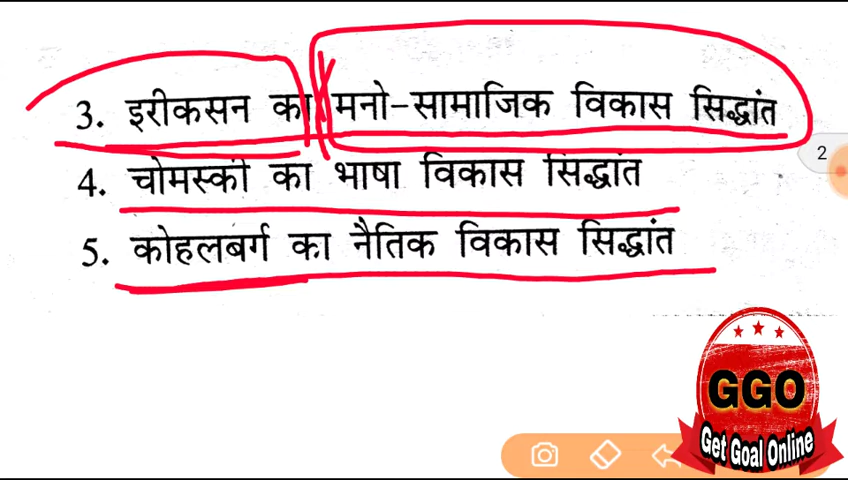 3. इरीकसन का मनो-सामाजिक विकास सिद्धांत
2
4. चोमस्की का भाषा विकास सिद्धांत
5. कोहलबर्ग का नैतिक विकास सिद्धांत
GGO
Get Goal Online